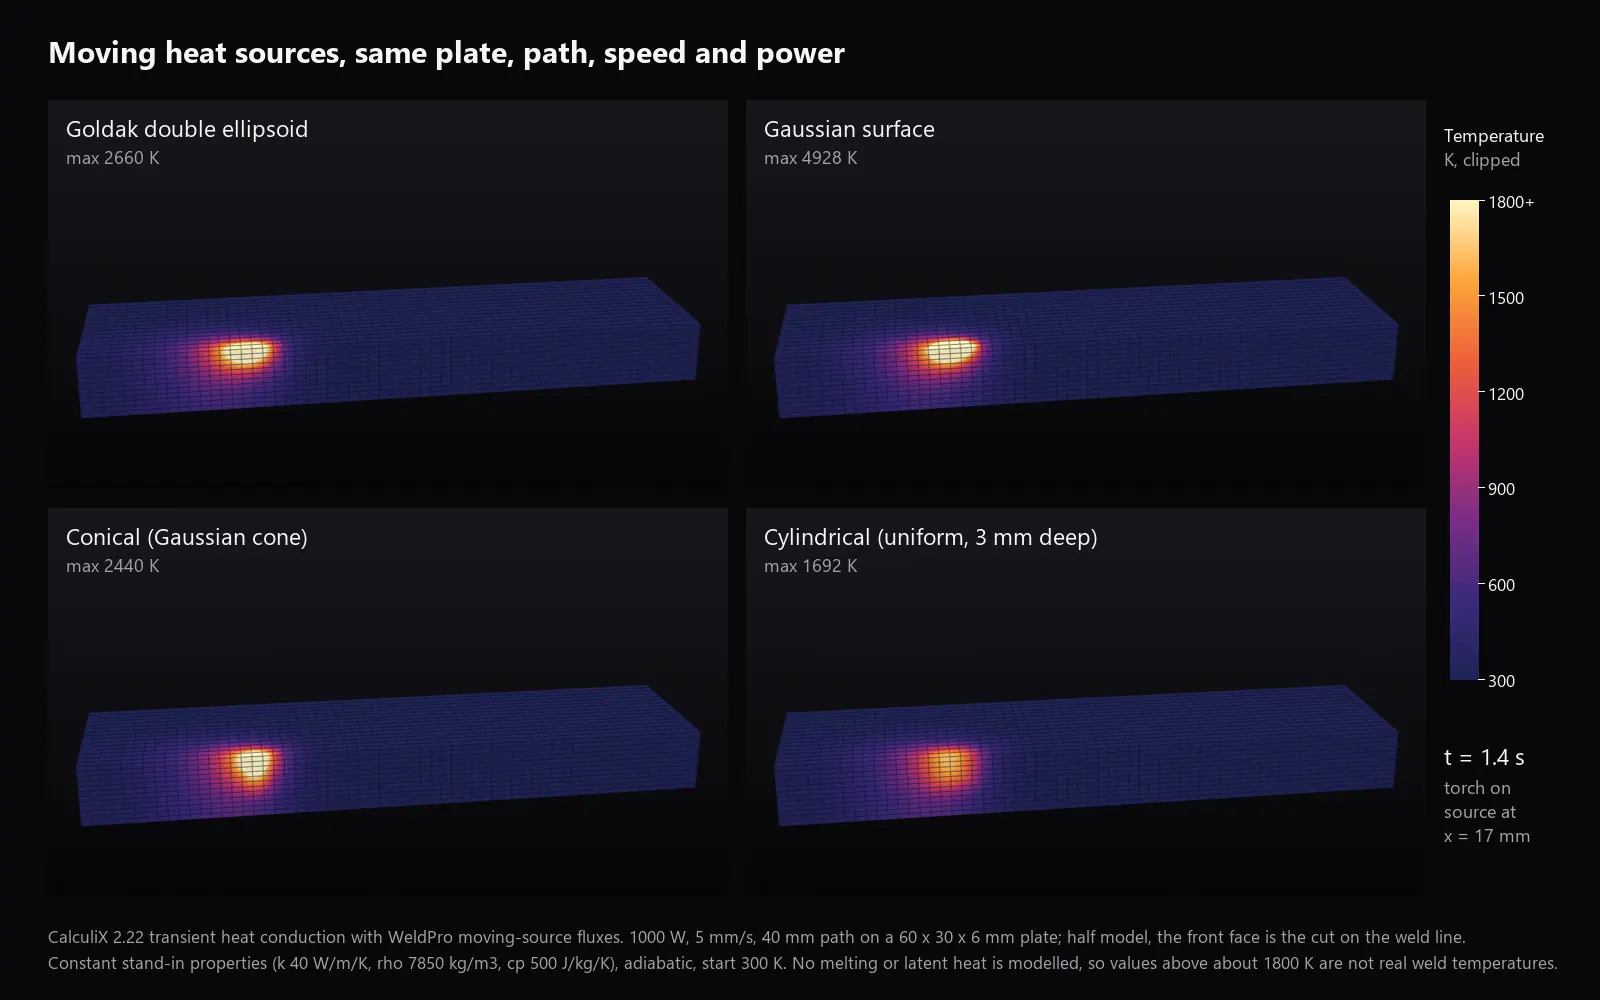 Moving heat sources, same plate, path, speed and power
Goldak double ellipsoid
max 2660 K
Gaussian surface
max 4928 K
Conical (Gaussian cone)
max 2440 K
Cylindrical (uniform, 3 mm deep)
max 1692 K
Temperature
K, clipped
1800+
1500
1200
900
600
300
t = 1.4 s
torch on
source at
x = 17 mm
CalculiX 2.22 transient heat conduction with WeldPro moving-source fluxes. 1000 W, 5 mm/s, 40 mm path on a 60 x 30 x 6 mm plate; half model, the front face is the cut on the weld line.
Constant stand-in properties (k 40 W/m/K, rho 7850 kg/m3, cp 500 J/kg/K), adiabatic, start 300 K. No melting or latent heat is modelled, so values above about 1800 K are not real weld temperatures.